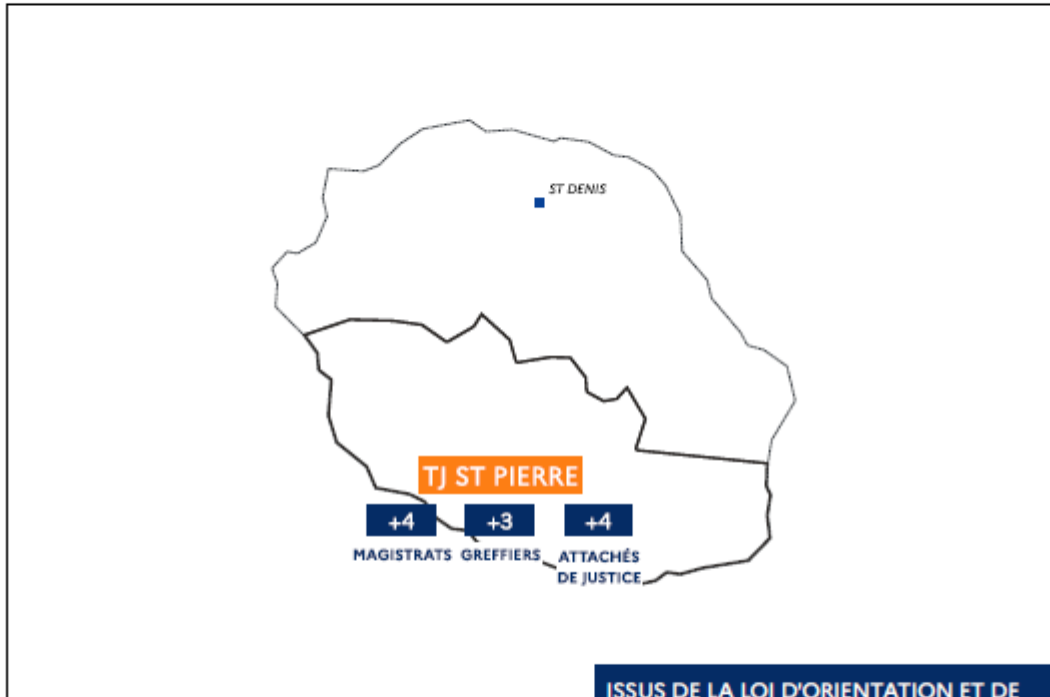 ST DENIS
TJ ST PIERRE
+4
+3
+4
MAGISTRATS
GREFFIERS
ATTACHÉS
DE JUSTICE
ISSUS DE LA LOI D'ORIENTATION ET DE